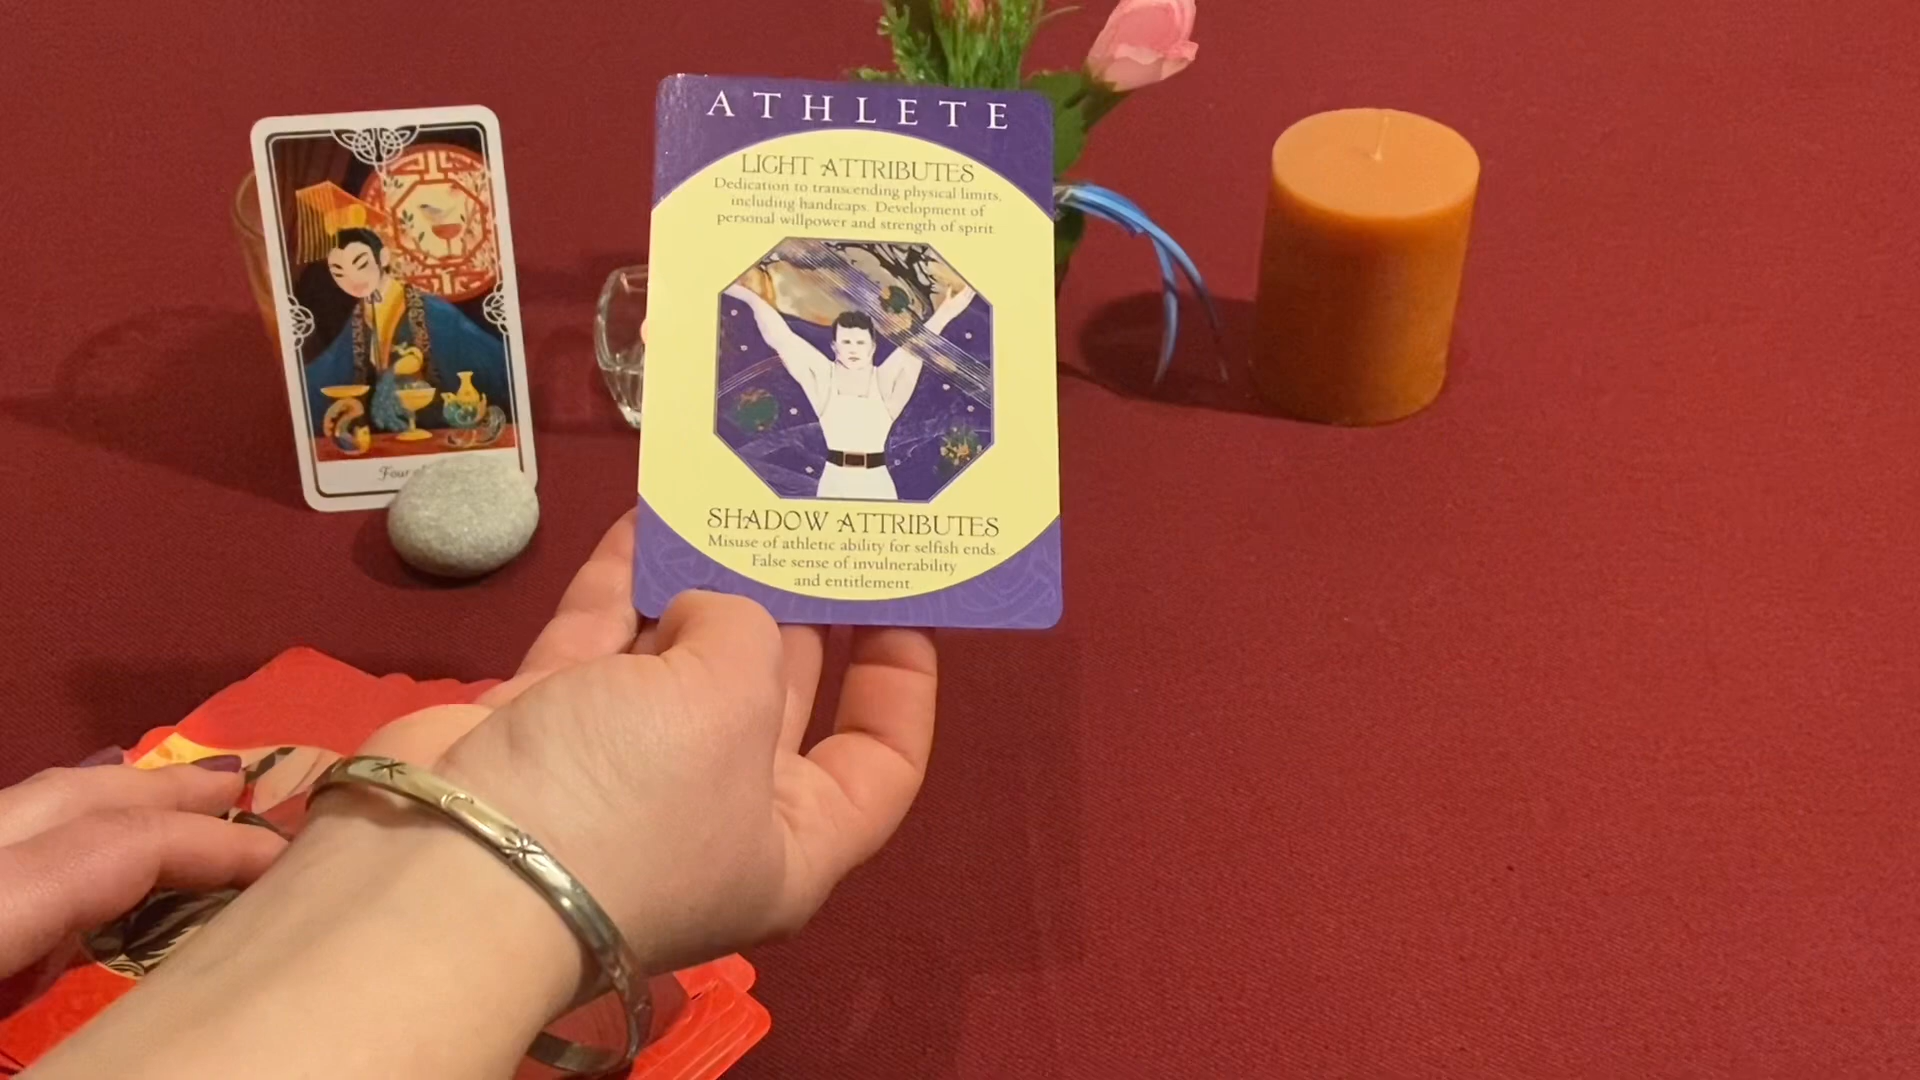 ATHLETE
LIGHT ATTRIBUTES
Dedication to transcending physical limits,
including handicaps. Development of
personal willpower and strength of spirit.
SHADOW ATTRIBUTES
Misuse of athletic ability for selfish ends.
False sense of invulnerability
and entitlement.
Four